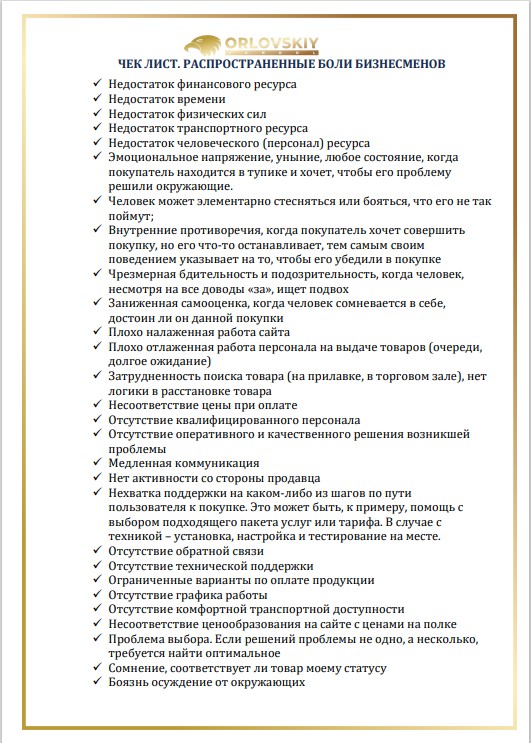 ORLOVSKIY
ЧЕК ЛИСТ. РАСПРОСТРАНЕННЫЕ БОЛИ БИЗНЕСМЕНОВ
✓ Недостаток финансового ресурса
✓ Недостаток времени
✓ Недостаток физических сил
✓ Недостаток транспортного ресурса
✓ Недостаток человеческого (персонал) ресурса
✓ Эмоциональное напряжение, уныние, любое состояние, когда
покупатель находится в тупике и хочет, чтобы его проблему
решили окружающие.
✓ Человек может элементарно стесняться или бояться, что его не так
поймут;
✓ Внутренние противоречия, когда покупатель хочет совершить
покупку, но его что-то останавливает, тем самым своим
поведением указывает на то, чтобы его убедили в покупке
✓ Чрезмерная бдительность и подозрительность, когда человек,
несмотря на все доводы «за», ищет подвох
✓ Заниженная самооценка, когда человек сомневается в себе,
достоин ли он данной покупки
✓ Плохо налаженная работа сайта
✓ Плохо отлаженная работа персонала на выдаче товаров (очереди,
долгое ожидание)
✓ Затрудненность поиска товара (на прилавке, в торговом зале), нет
логики в расстановке товара
✓ Несоответствие цены при оплате
✓ Отсутствие квалифицированного персонала
✓ Отсутствие оперативного и качественного решения возникшей
проблемы
✓ Медленная коммуникация
✓ Нет активности со стороны продавца
✓ Нехватка поддержки на каком-либо из шагов по пути
пользователя к покупке. Это может быть, к примеру, помощь с
выбором подходящего пакета услуг или тарифа. В случае с
техникой – установка, настройка и тестирование на месте.
✓ Отсутствие обратной связи
✓ Отсутствие технической поддержки
✓ Ограниченные варианты по оплате продукции
✓ Отсутствие графика работы
✓ Отсутствие комфортной транспортной доступности
✓ Несоответствие ценообразования на сайте с ценами на полке
✓ Проблема выбора. Если решений проблемы не одно, а несколько,
требуется найти оптимальное
✓ Сомнение, соответствует ли товар моему статусу
✓ Боязнь осуждения от окружающих